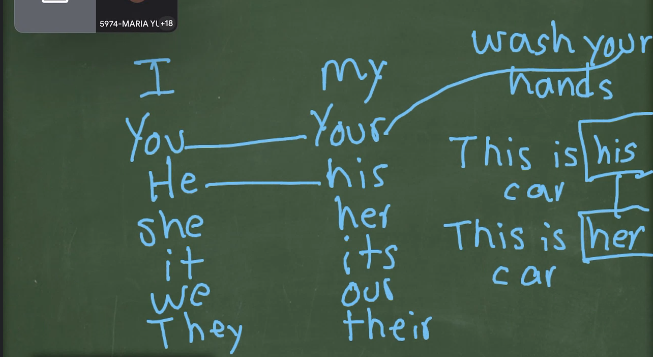 5974-MARIA YL+18
I my
You Your
He his
she her
it its
we our
They their
wash your
hands
This is his
car
This is her
car